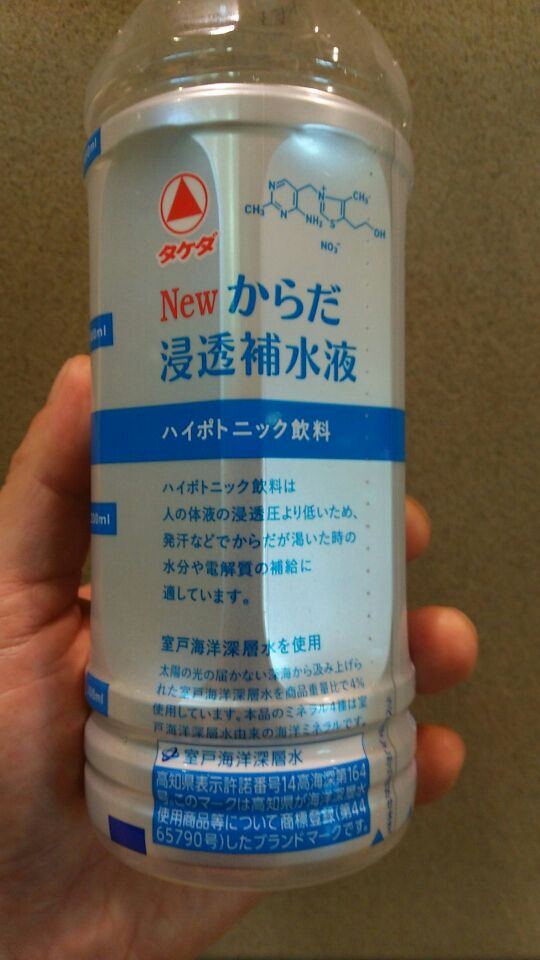 タケダ
N
N
+
CH₃
CH₃
N
NH₂
S
OH
NO₃⁻
New からだ
浸透補水液
ハイポトニック飲料
ハイポトニック飲料は
人の体液の浸透圧より低いため、
発汗などでからだが渇いた時の
水分や電解質の補給に
適しています。
室戸海洋深層水を使用
太陽の光の届かない深海から汲み上げら
れた室戸海洋深層水を商品重量比で4%
使用しています。本品のミネラル4種は室
戸海洋深層水由来の海洋ミネラルです。
室戸海洋深層水
高知県表示許諾番号14高海深第164
号。このマークは高知県が海洋深層水
使用商品等について商標登録(第44
65790号)したブランドマークです。